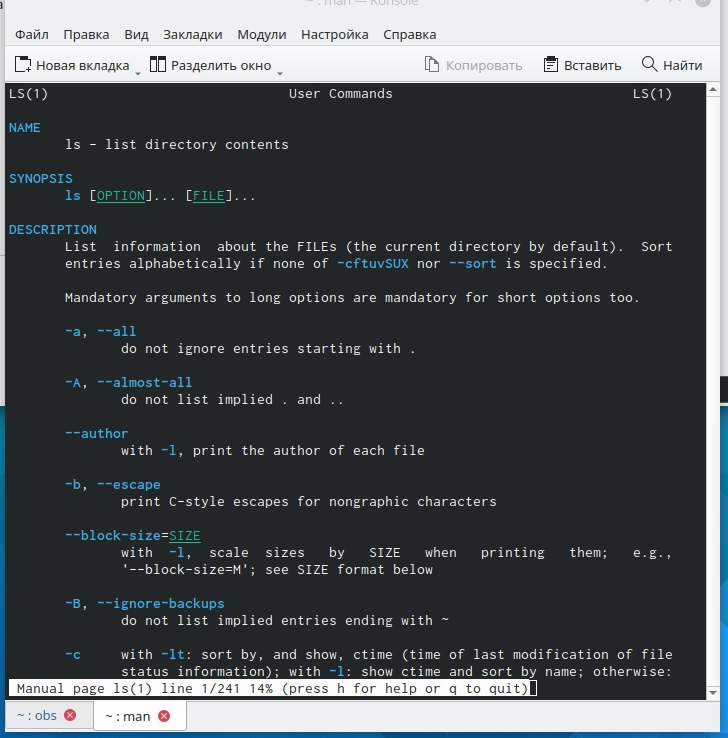 ~ : man — Konsole
Файл Правка Вид Закладки Модули Настройка Справка
Новая вкладка Разделить окно Копировать Вставить Найти
LS(1) User Commands LS(1)
NAME
ls - list directory contents
SYNOPSIS
ls [OPTION]... [FILE]...
DESCRIPTION
List information about the FILEs (the current directory by default). Sort
entries alphabetically if none of -cftuvSUX nor --sort is specified.
Mandatory arguments to long options are mandatory for short options too.
-a, --all
do not ignore entries starting with .
-A, --almost-all
do not list implied . and ..
--author
with -l, print the author of each file
-b, --escape
print C-style escapes for nongraphic characters
--block-size=SIZE
with -l, scale sizes by SIZE when printing them; e.g.,
'--block-size=M'; see SIZE format below
-B, --ignore-backups
do not list implied entries ending with ~
-c with -lt: sort by, and show, ctime (time of last modification of file
status information); with -l: show ctime and sort by name; otherwise:
Manual page ls(1) line 1/241 14% (press h for help or q to quit)
~ : obs ~ : man